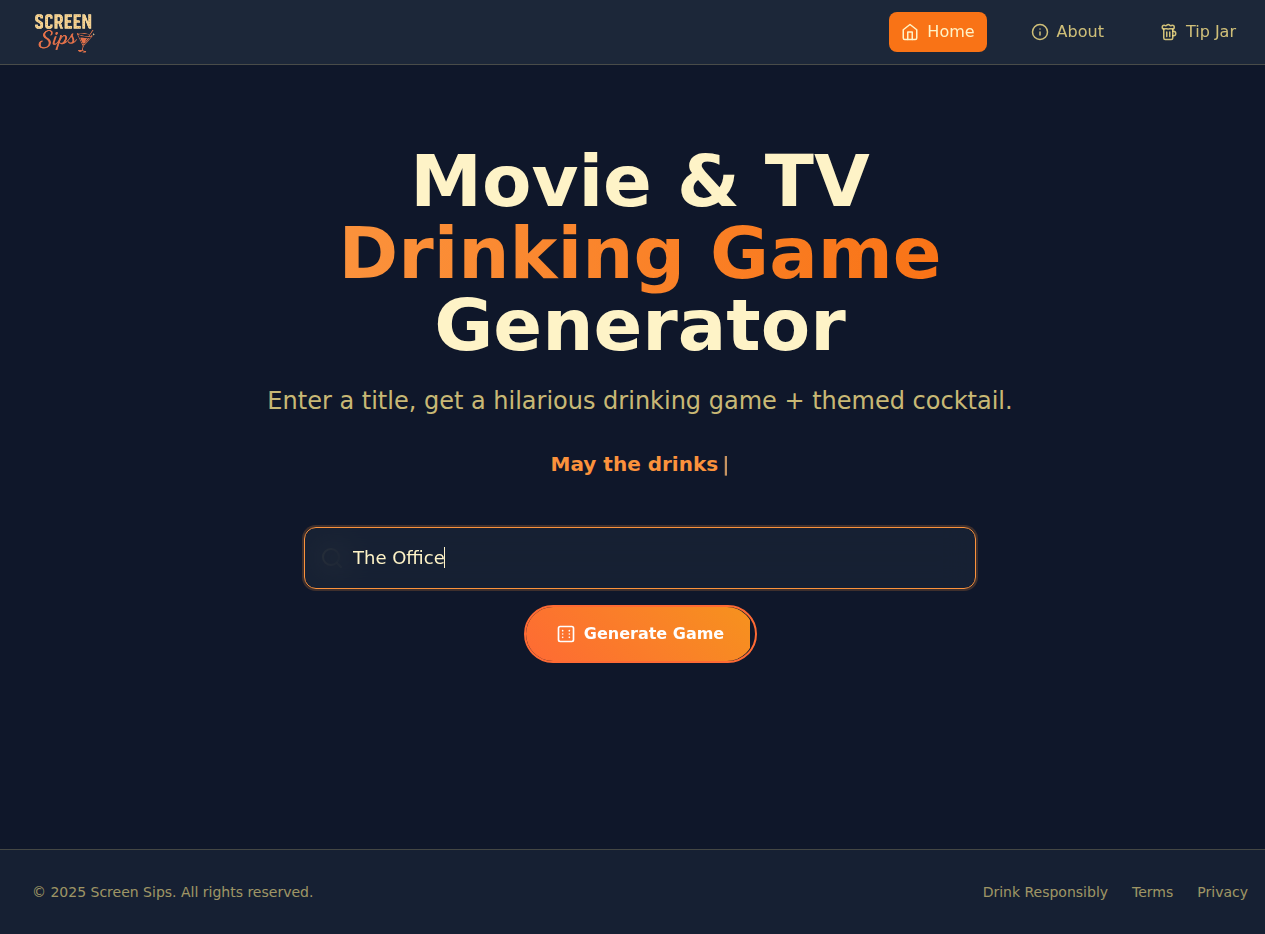 SCREEN
Sips
Home
About
Tip Jar
Movie & TV
Drinking Game
Generator
Enter a title, get a hilarious drinking game + themed cocktail.
May the drinks|
The Office
Generate Game
© 2025 Screen Sips. All rights reserved.
Drink Responsibly
Terms
Privacy